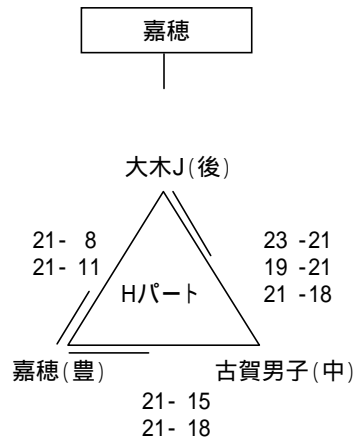 嘉穂
大木J(後)
21- 8
21- 11
23 -21
19 -21
21 -18
Hパート
嘉穂(豊)
古賀男子(中)
21- 15
21- 18